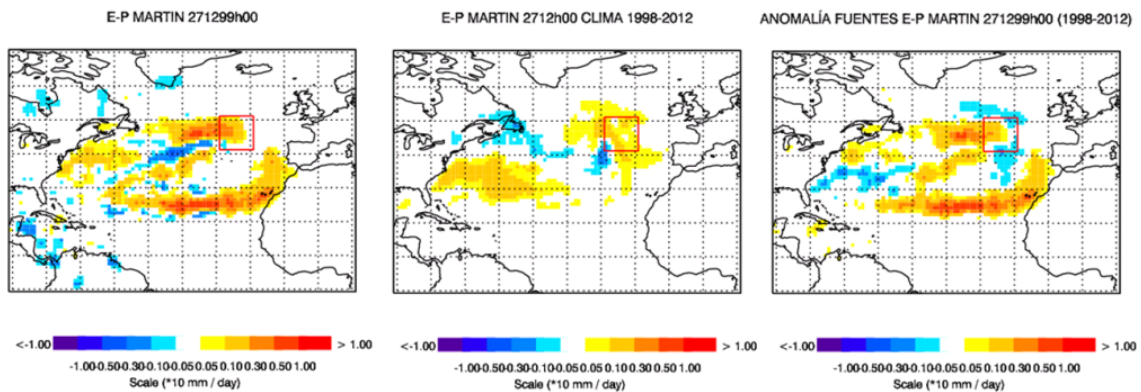 E-P MARTIN 271299h00
<-1.00 > 1.00
-1.00-0.50-0.30-0.10-0.05 0.05 0.10 0.30 0.50 1.00
Scale (*10 mm / day)
E-P MARTIN 2712h00 CLIMA 1998-2012
<-1.00 > 1.00
-1.00-0.50-0.30-0.10-0.05 0.05 0.10 0.30 0.50 1.00
Scale (*10 mm / day)
ANOMALÍA FUENTES E-P MARTIN 271299h00 (1998-2012)
<-1.00 > 1.00
-1.00-0.50-0.30-0.10-0.05 0.05 0.10 0.30 0.50 1.00
Scale (*10 mm / day)